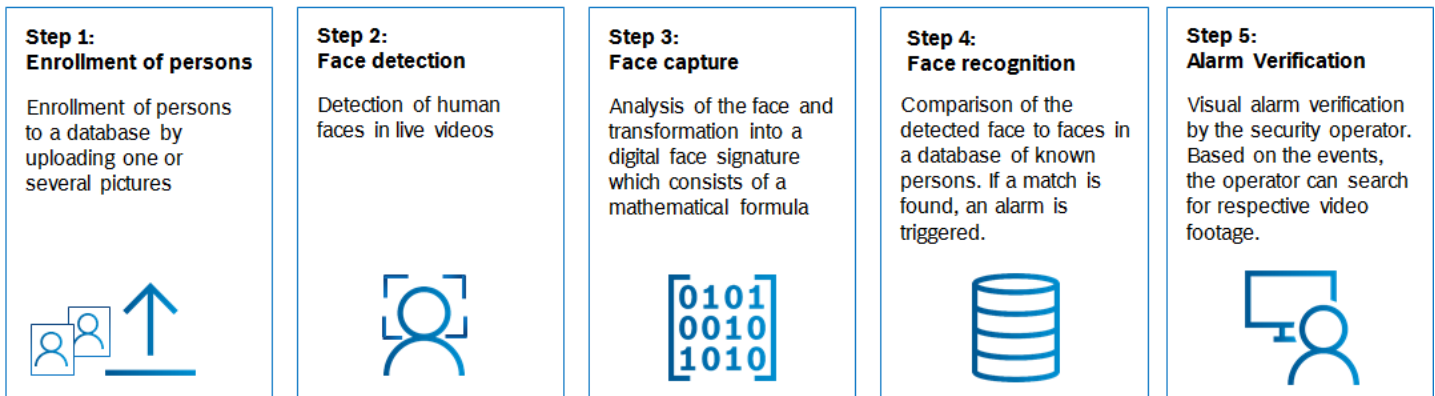 Step 1:
Enrollment of persons
Enrollment of persons
to a database by
uploading one or
several pictures
Step 2:
Face detection
Detection of human
faces in live videos
Step 3:
Face capture
Analysis of the face and
transformation into a
digital face signature
which consists of a
mathematical formula
0101
0010
1010
Step 4:
Face recognition
Comparison of the
detected face to faces in
a database of known
persons. If a match is
found, an alarm is
triggered.
Step 5:
Alarm Verification
Visual alarm verification
by the security operator.
Based on the events,
the operator can search
for respective video
footage.